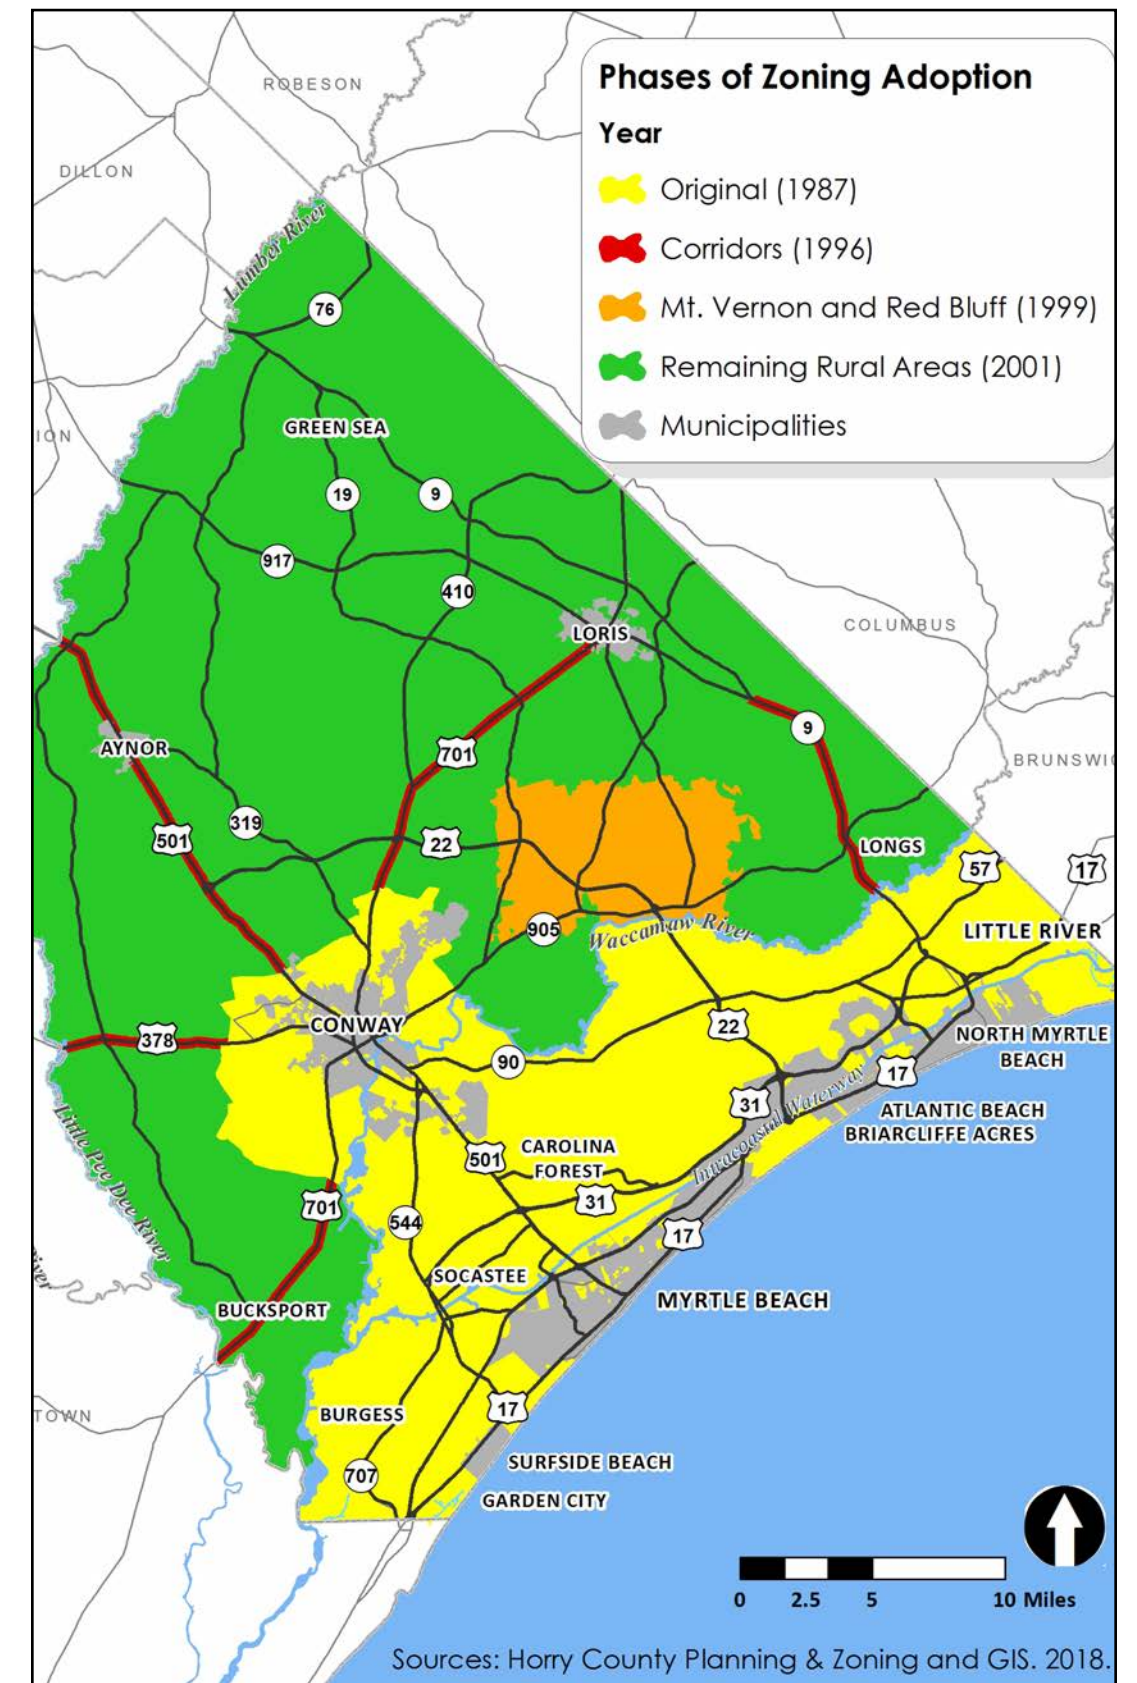 ROBESON
DILLON
Phases of Zoning Adoption
Year
Original (1987)
Corridors (1996)
Mt. Vernon and Red Bluff (1999)
Remaining Rural Areas (2001)
Municipalities
Lumber River
76
ION
GREEN SEA
19
9
917
410
LORIS
COLUMBUS
AYNOR
701
9
BRUNSWI
319
501
22
LONGS
57
17
905
Waccamaw River
LITTLE RIVER
CONWAY
378
22
NORTH MYRTLE
BEACH
90
17
31
Intracoastal Waterway
ATLANTIC BEACH
BRIARCLIFFE ACRES
Little Pee Dee River
501
CAROLINA
FOREST
31
701
544
17
River
SOCASTEE
BUCKSPORT
MYRTLE BEACH
TOWN
BURGESS
17
707
SURFSIDE BEACH
GARDEN CITY
0 2.5 5 10 Miles
Sources: Horry County Planning & Zoning and GIS. 2018.